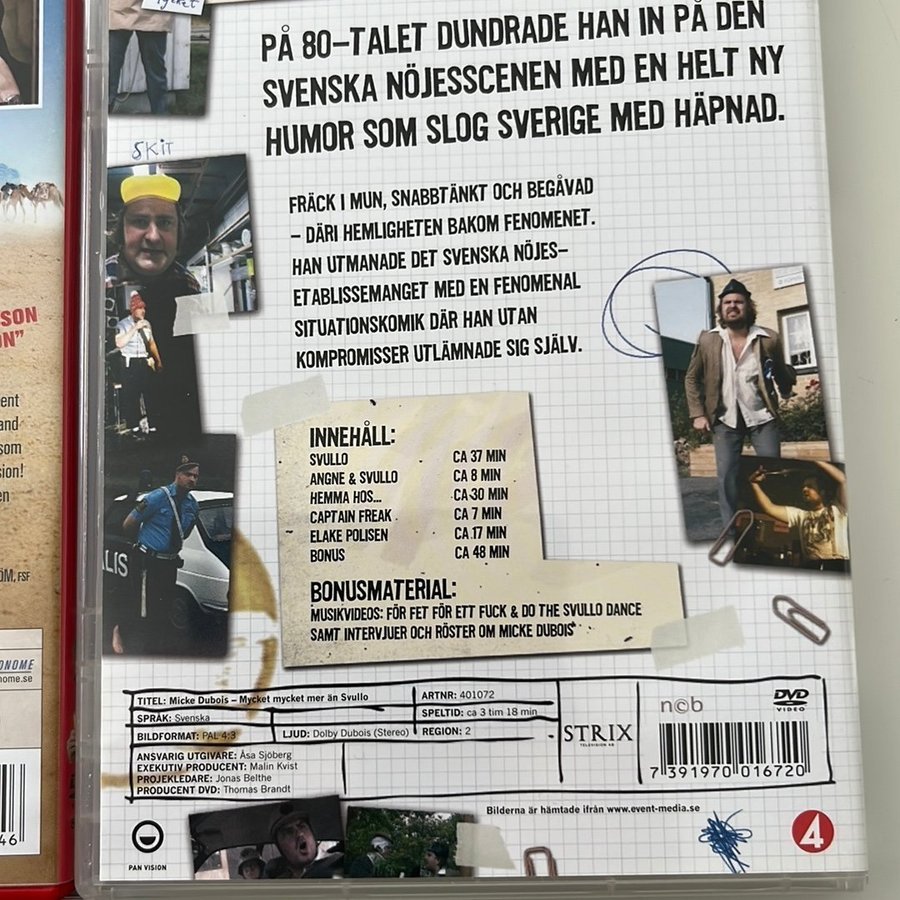 ycket
PÅ 80-TALET DUNDRADE HAN IN PÅ DEN
SVENSKA NÖJESSCENEN MED EN HELT NY
HUMOR SOM SLOG SVERIGE MED HÄPNAD.
SKIT
FRÄCK I MUN, SNABBTÄNKT OCH BEGÅVAD
– DÄRI HEMLIGHETEN BAKOM FENOMENET.
HAN UTMANADE DET SVENSKA NÖJES-
ETABLISSEMANGET MED EN FENOMENAL
SITUATIONSKOMIK DÄR HAN UTAN
KOMPROMISSER UTLÄMNADE SIG SJÄLV.
SON
ON"
ent
and
som
sion!
en
ÖM, FSF
ONOME
nome.se
46
ALIS
INNEHÅLL:
SVULLO CA 37 MIN
ANGNE & SVULLO CA 8 MIN
HEMMA HOS... CA 30 MIN
CAPTAIN FREAK CA 7 MIN
ELAKE POLISEN CA 17 MIN
BONUS CA 48 MIN
BONUSMATERIAL:
MUSIKVIDEOS: FÖR FET FÖR ETT FUCK & DO THE SVULLO DANCE
SAMT INTERVJUER OCH RÖSTER OM MICKE DUBOIS
TITEL: Micke Dubois – Mycket mycket mer än Svullo
ARTNR: 401072
SPRÅK: Svenska
SPELTID: ca 3 tim 18 min
BILDFORMAT: PAL 4:3
LJUD: Dolby Dubois (Stereo)
REGION: 2
ANSVARIG UTGIVARE: Åsa Sjöberg
EXEKUTIV PRODUCENT: Malin Kvist
PROJEKLEDARE: Jonas Belthe
PRODUCENT DVD: Thomas Brandt
STRIX
TELEVISION AB
n©b
DVD
VIDEO
7 391970 016720
Bilderna är hämtade ifrån www.event-media.se
PAN VISION
4